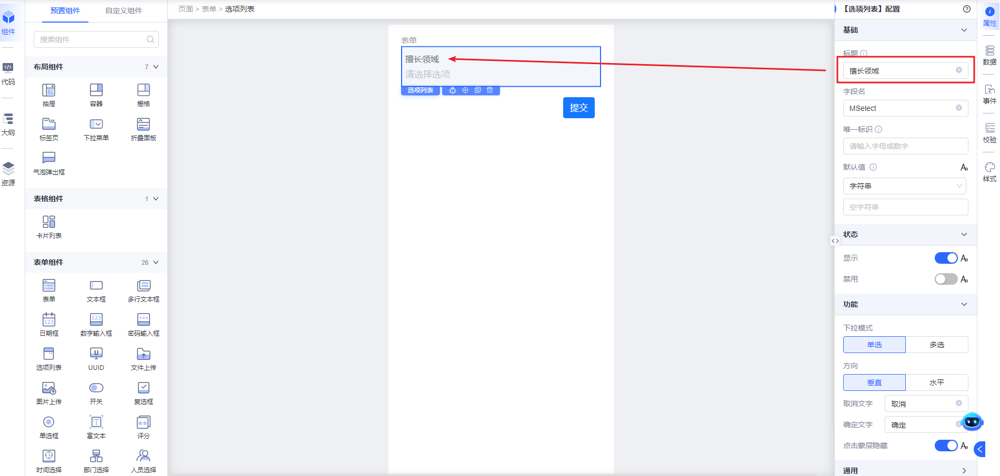 组件
代码
大纲
资源
预置组件
自定义组件
搜索组件
布局组件
7
抽屉
容器
栅格
标签页
下拉菜单
折叠面板
气泡弹出框
表格组件
1
卡片列表
表单组件
26
表单
文本框
多行文本框
123
日期框
123
数字输入框
密码输入框
选项列表
U
UUID
文件上传
图片上传
开关
复选框
单选框
T
富文本
评分
时间选择
部门选择
人员选择
页面 > 表单 > 选项列表
表单
擅长领域
请选择选项
选项列表
提交
【选项列表】配置
基础
标题
擅长领域
字段名
MSelect
唯一标识
请输入字母或数字
默认值
字符串
空字符串
状态
显示
禁用
功能
下拉模式
单选
多选
方向
垂直
水平
取消文字
取消
确定文字
确定
点击蒙层隐藏
通用
属性
数据
事件
校验
样式